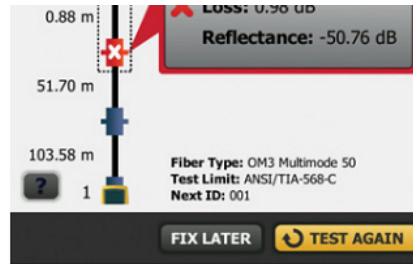 0.88 m
Loss: 0.98 dB
Reflectance: -50.76 dB
51.70 m
103.58 m
Fiber Type: OM3 Multimode 50
Test Limit: ANSI/TIA-568-C
Next ID: 001
?
1
FIX LATER
TEST AGAIN